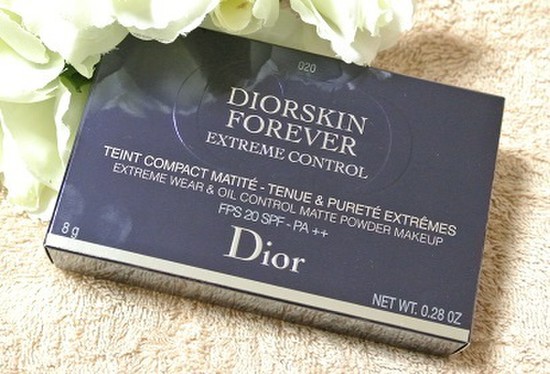 020
DIORSKIN
FOREVER
EXTREME CONTROL
TEINT COMPACT MATITÉ - TENUE & PURETÉ EXTRÊMES
EXTREME WEAR & OIL CONTROL MATTE POWDER MAKEUP
FPS 20 SPF - PA ++
8 g
Dior
NET WT. 0.28 OZ